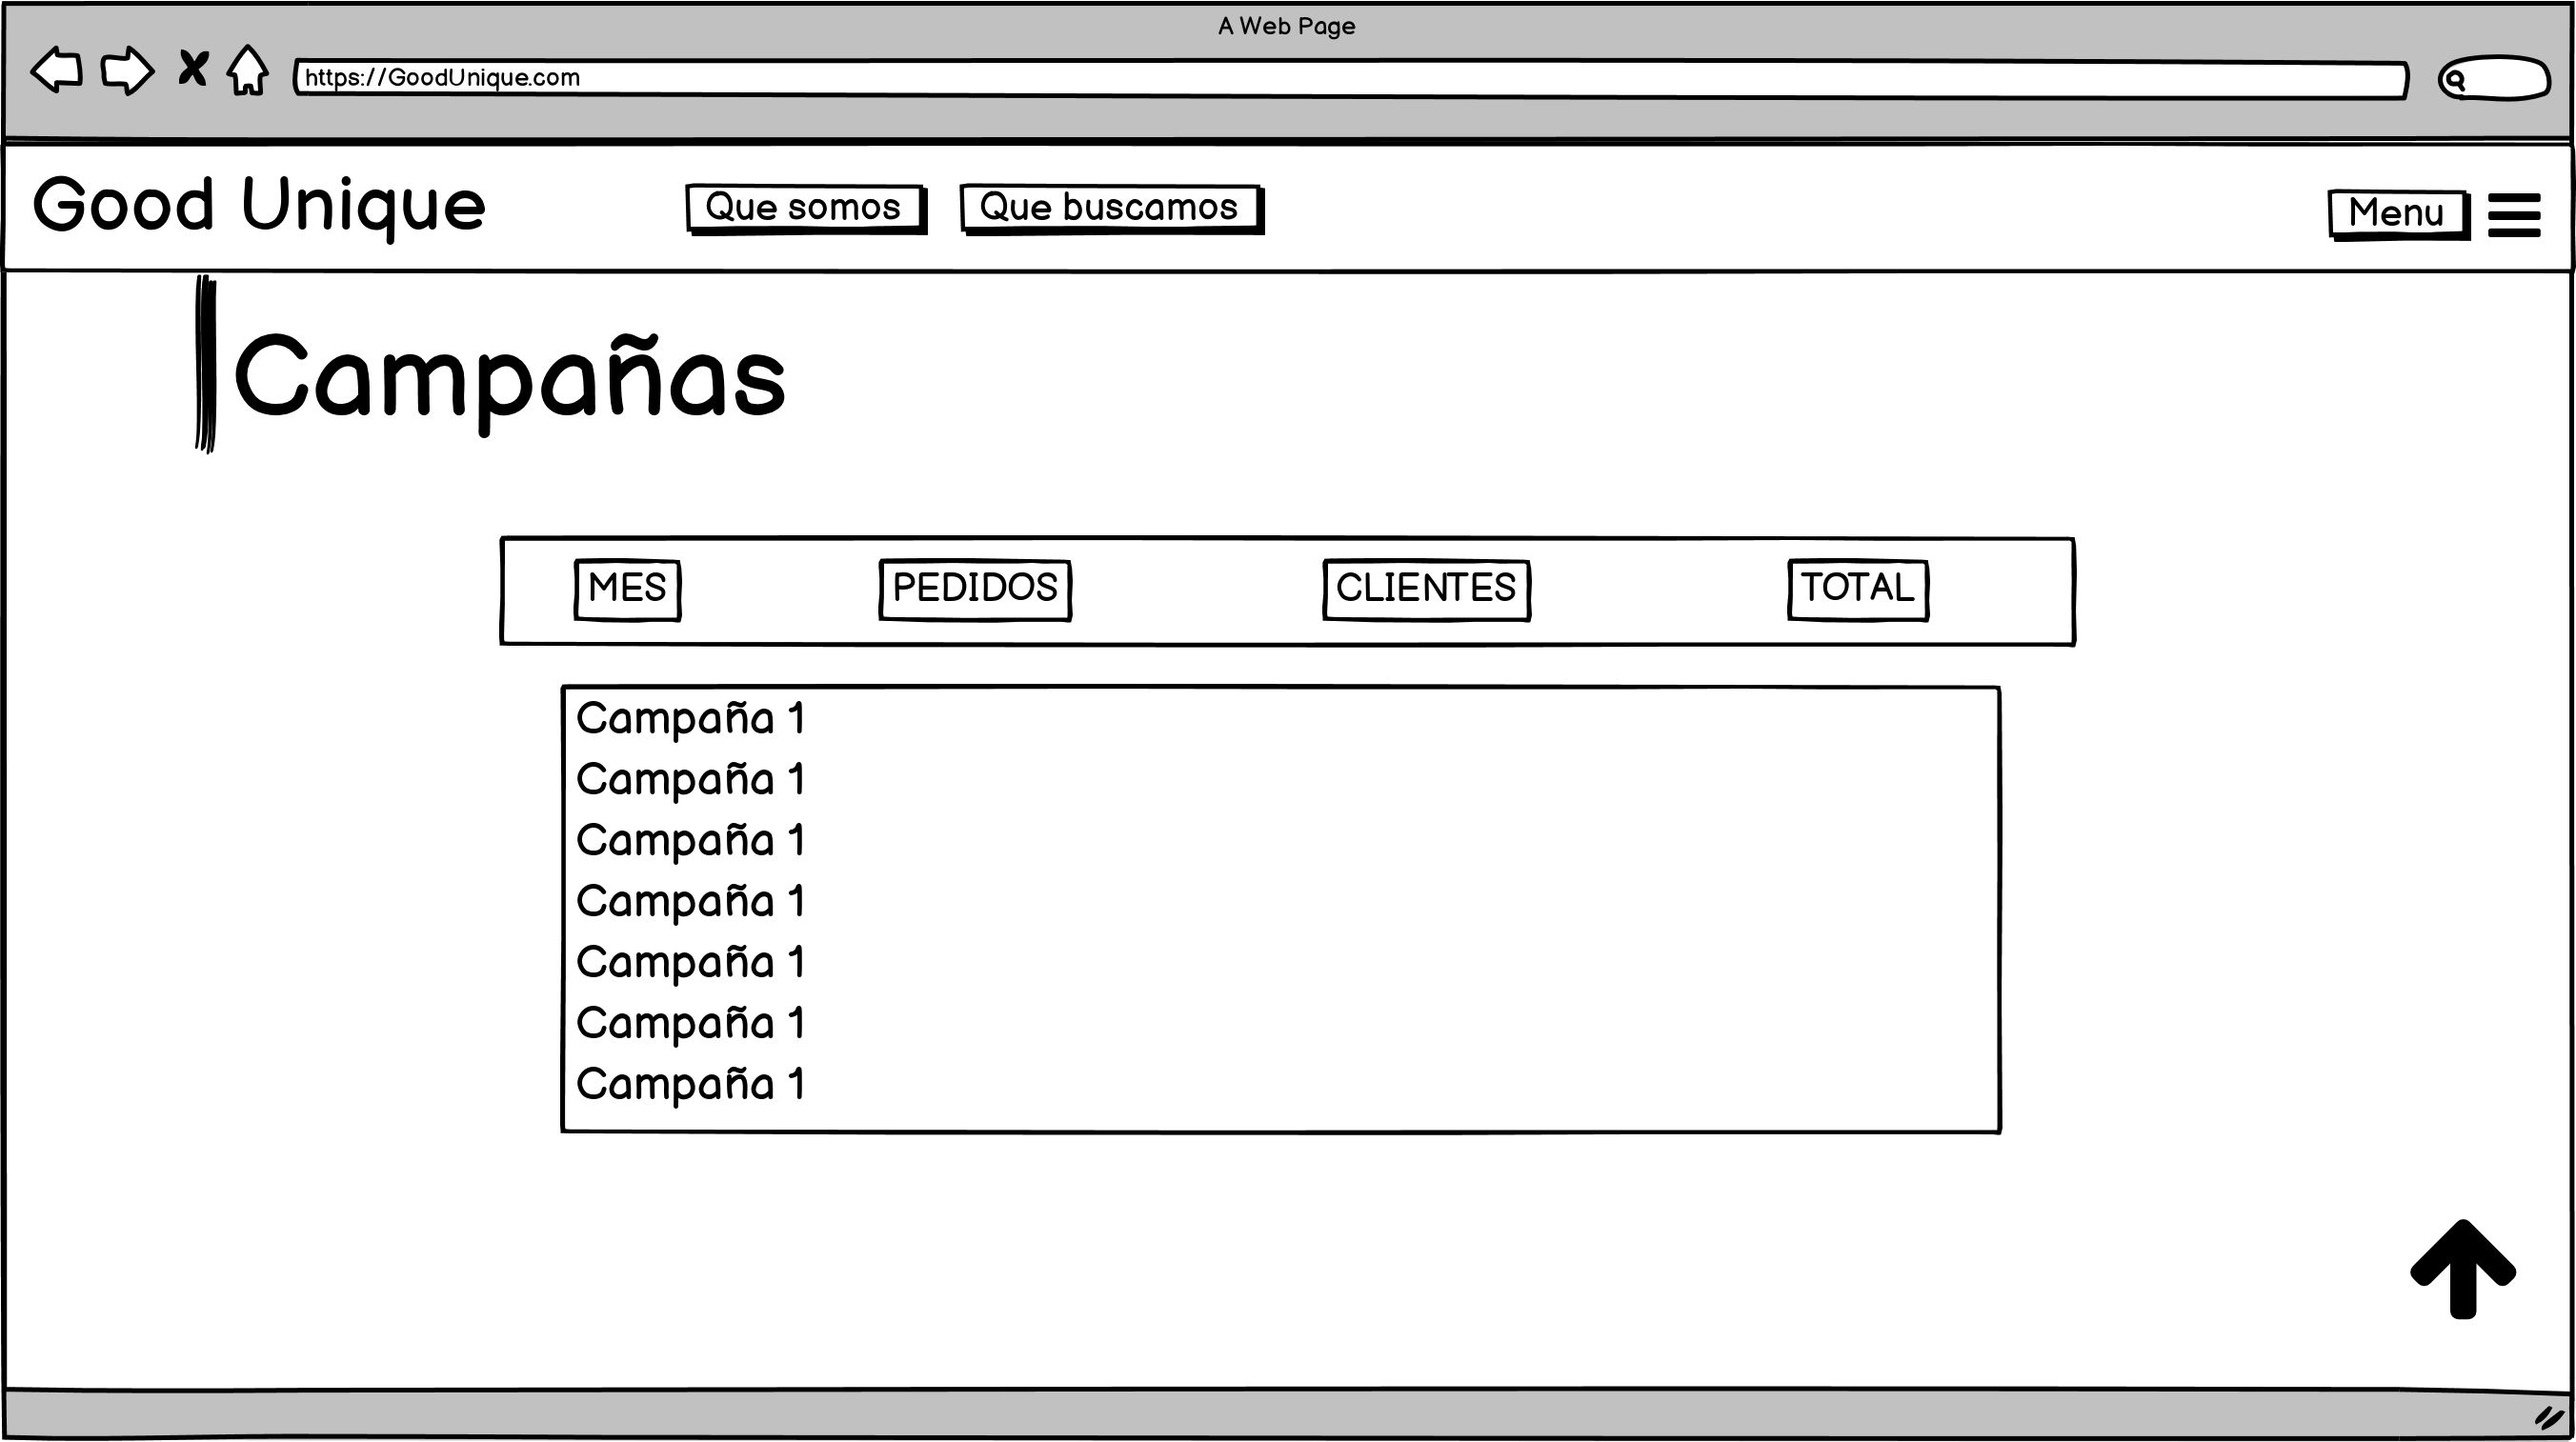 A Web Page
https://GoodUnique.com
Good Unique Que somos Que buscamos Menu
Campañas
MES PEDIDOS CLIENTES TOTAL
Campaña 1
Campaña 1
Campaña 1
Campaña 1
Campaña 1
Campaña 1
Campaña 1